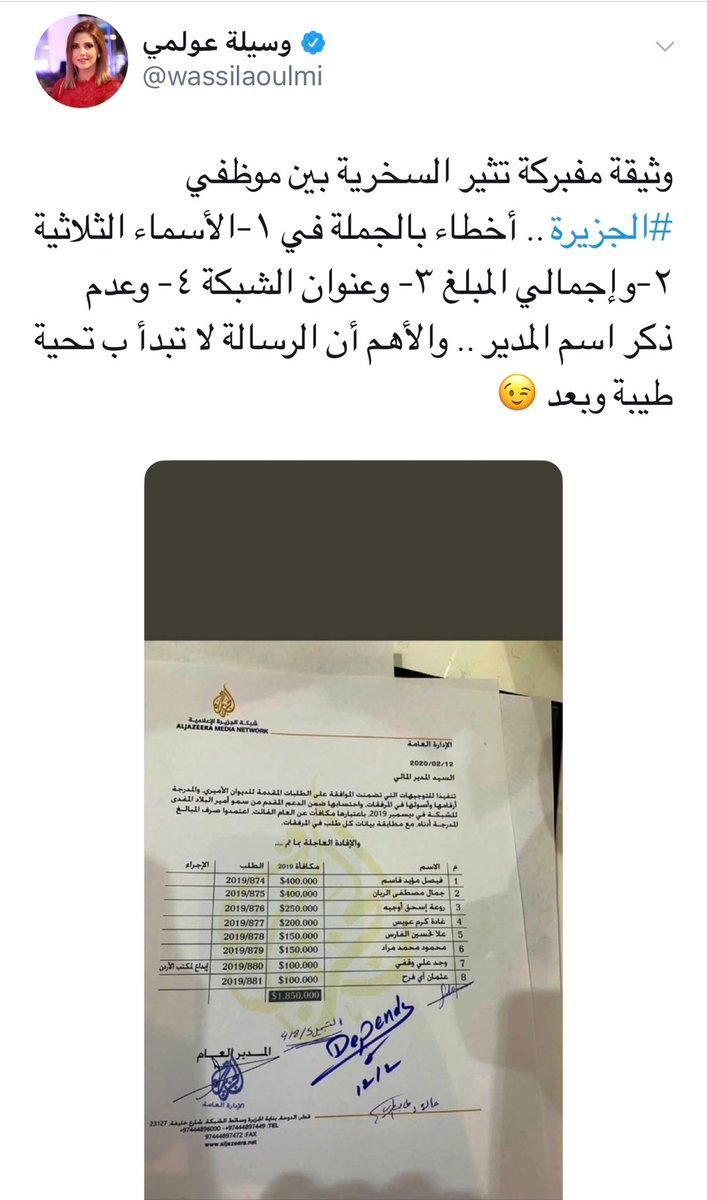 وسيلة عولمي
@wassilaoulmi
وثيقة مفبركة تثير السخرية بين موظفي
#الجزيرة .. أخطاء بالجملة في ١-الأسماء الثلاثية
٢-وإجمالي المبلغ ٣- وعنوان الشبكة ٤- وعدم
ذكر اسم المدير .. والأهم أن الرسالة لا تبدأ ب تحية
طيبة وبعد 😉
شبكة الجزيرة الإعلامية
ALJAZEERA MEDIA NETWORK
الإدارة العامة
2020/02/12
السيد المدير المالي
تنفيذا للتوجيهات التي تضمنت الموافقة على الطلبات المقدمة للديوان الأميري، والمدرجة
أرقامها وأصولها في المرفقات، واحتسابها ضمن الدعم المقدم من سمو أمير البلاد المفدى
للشبكة في ديسمبر 2019، باعتبارها مكافآت عن العام الفائت، اعتمدوا صرف المبالغ
المدرجة أدناه، مع مطابقة بيانات كل طلب في المرفقات.
والإفادة العاجلة بما تم ....
م الاسم مكافأة 2019 الطلب الإجراء
1 فيصل مؤيد قاسم $400.000 2019/874
2 جمال مصطفى الريان $400.000 2019/875
3 روعة إسحق أوجيه $250.000 2019/876
4 غادة كرم عويس $200.000 2019/877
5 علا تحسين الفارس $150.000 2019/878
6 محمود محمد مراد $150.000 2019/879
7 وجد علي وقفي $100.000 2019/880 إيداع لمكتب الأردن
8 عثمان آي فرح $100.000 2019/881
$1.850.000
Depends
12/2
المدير العام
الإدارة العامة
قطر، الدوحة، بناية الجزيرة وسائط الشبكة، شارع خليفة، 23127
+97444896000 -+97444897449 :TEL
97444897472 :FAX
www.aljazeera.net